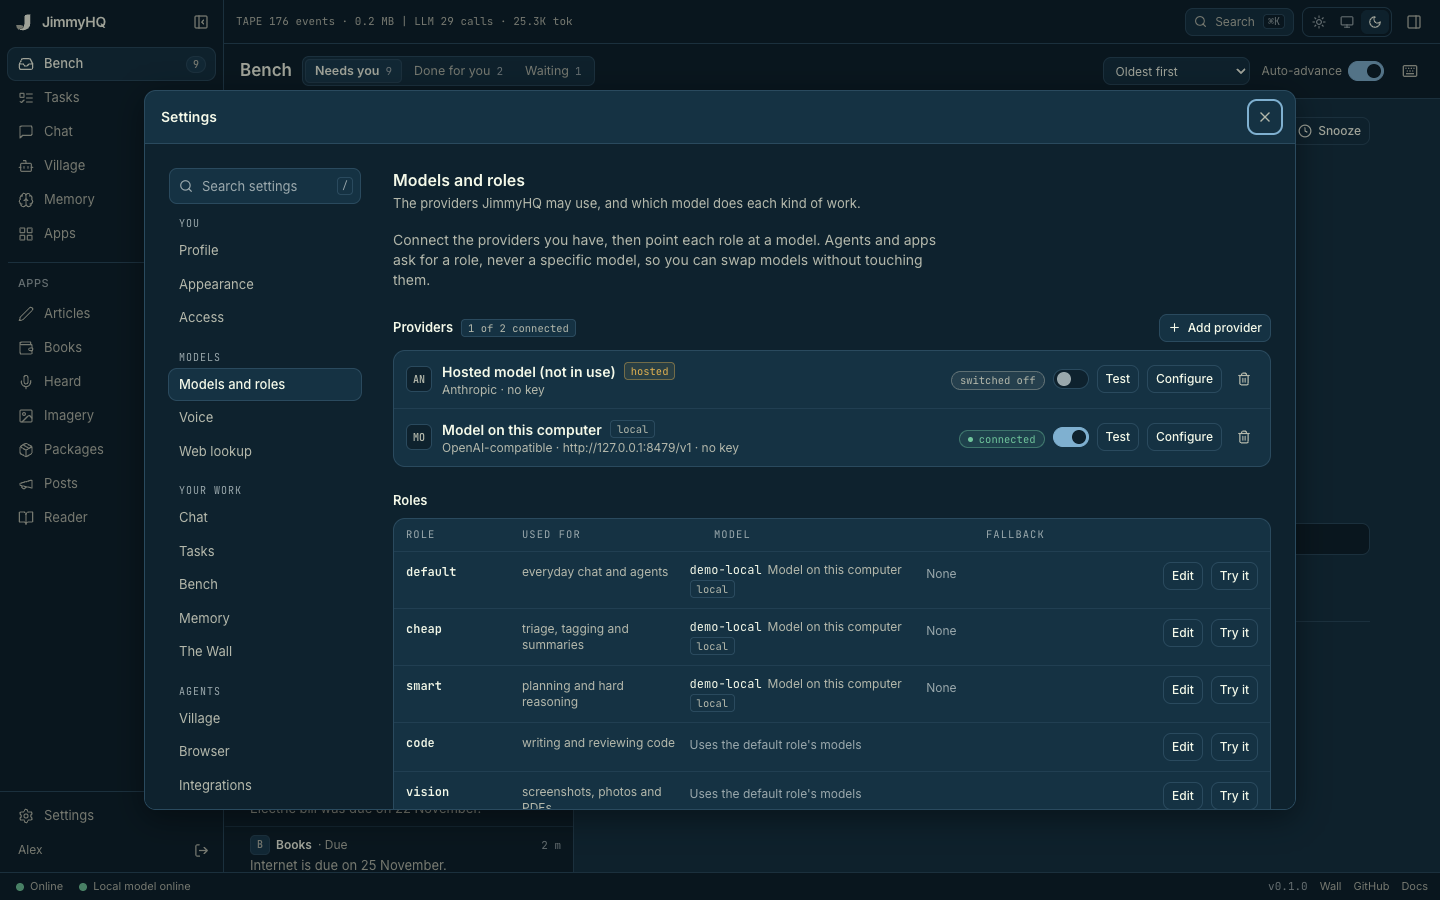 JimmyHQ
TAPE 176 events · 0.2 MB | LLM 29 calls · 25.3K tok
Search ⌘K
Bench 9
Tasks
Chat
Village
Memory
Apps
APPS
Articles
Books
Heard
Imagery
Packages
Posts
Reader
Settings
Alex
Bench
Needs you 9
Done for you 2
Waiting 1
Oldest first
Auto-advance
Snooze
Settings
Search settings /
YOU
Profile
Appearance
Access
MODELS
Models and roles
Voice
Web lookup
YOUR WORK
Chat
Tasks
Bench
Memory
The Wall
AGENTS
Village
Browser
Integrations
Models and roles
The providers JimmyHQ may use, and which model does each kind of work.
Connect the providers you have, then point each role at a model. Agents and apps
ask for a role, never a specific model, so you can swap models without touching
them.
Providers 1 of 2 connected
Add provider
AN Hosted model (not in use) hosted
Anthropic · no key
switched off Test Configure
MO Model on this computer local
OpenAI-compatible · http://127.0.0.1:8479/v1 · no key
connected Test Configure
Roles
ROLE USED FOR MODEL FALLBACK
default everyday chat and agents demo-local Model on this computer None Edit Try it
local
cheap triage, tagging and demo-local Model on this computer None Edit Try it
summaries local
smart planning and hard demo-local Model on this computer None Edit Try it
reasoning local
code writing and reviewing code Uses the default role's models Edit Try it
vision screenshots, photos and Uses the default role's models Edit Try it
PDFs
Electric bill was due on 22 November.
B Books · Due 2 m
Internet is due on 25 November.
Online
Local model online
v0.1.0 Wall GitHub Docs